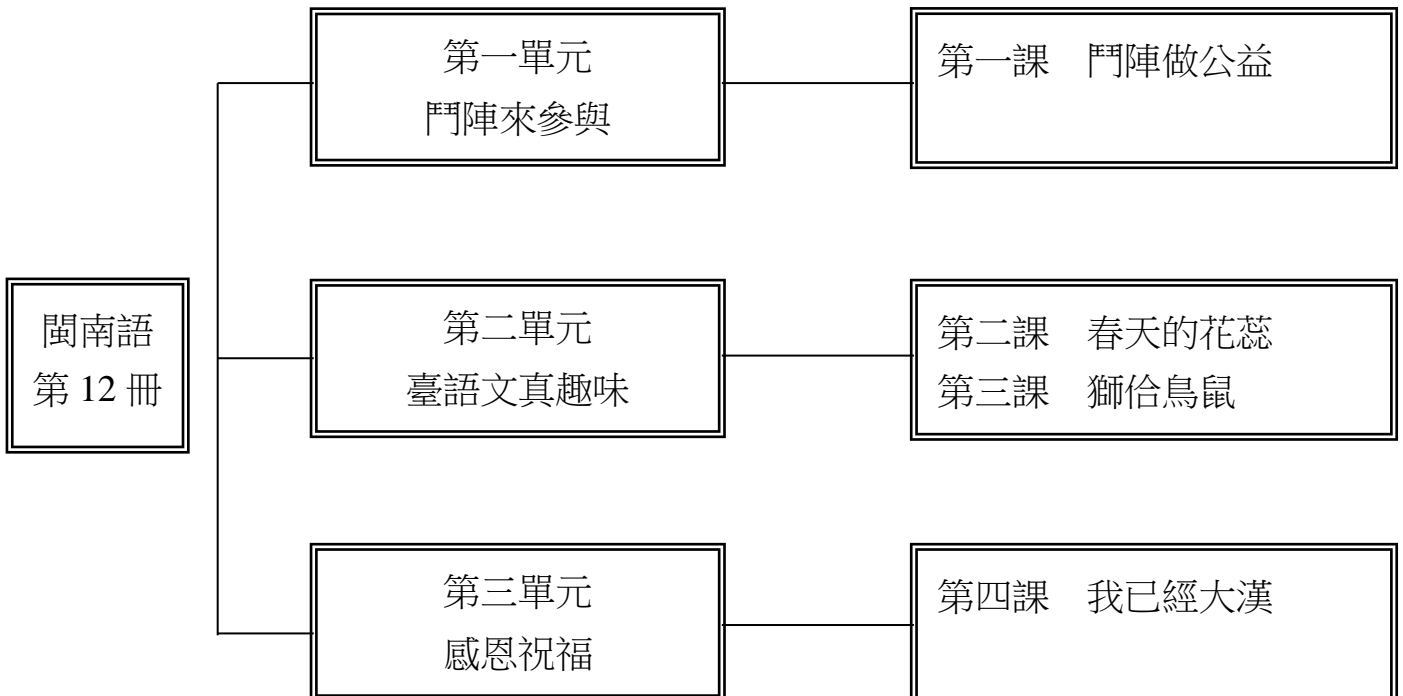 閩南語
第 12 冊
第一單元
鬥陣來參與
第一課　鬥陣做公益
第二單元
臺語文真趣味
第二課　春天的花蕊
第三課　獅佮鳥鼠
第三單元
感恩祝福
第四課　我已經大漢